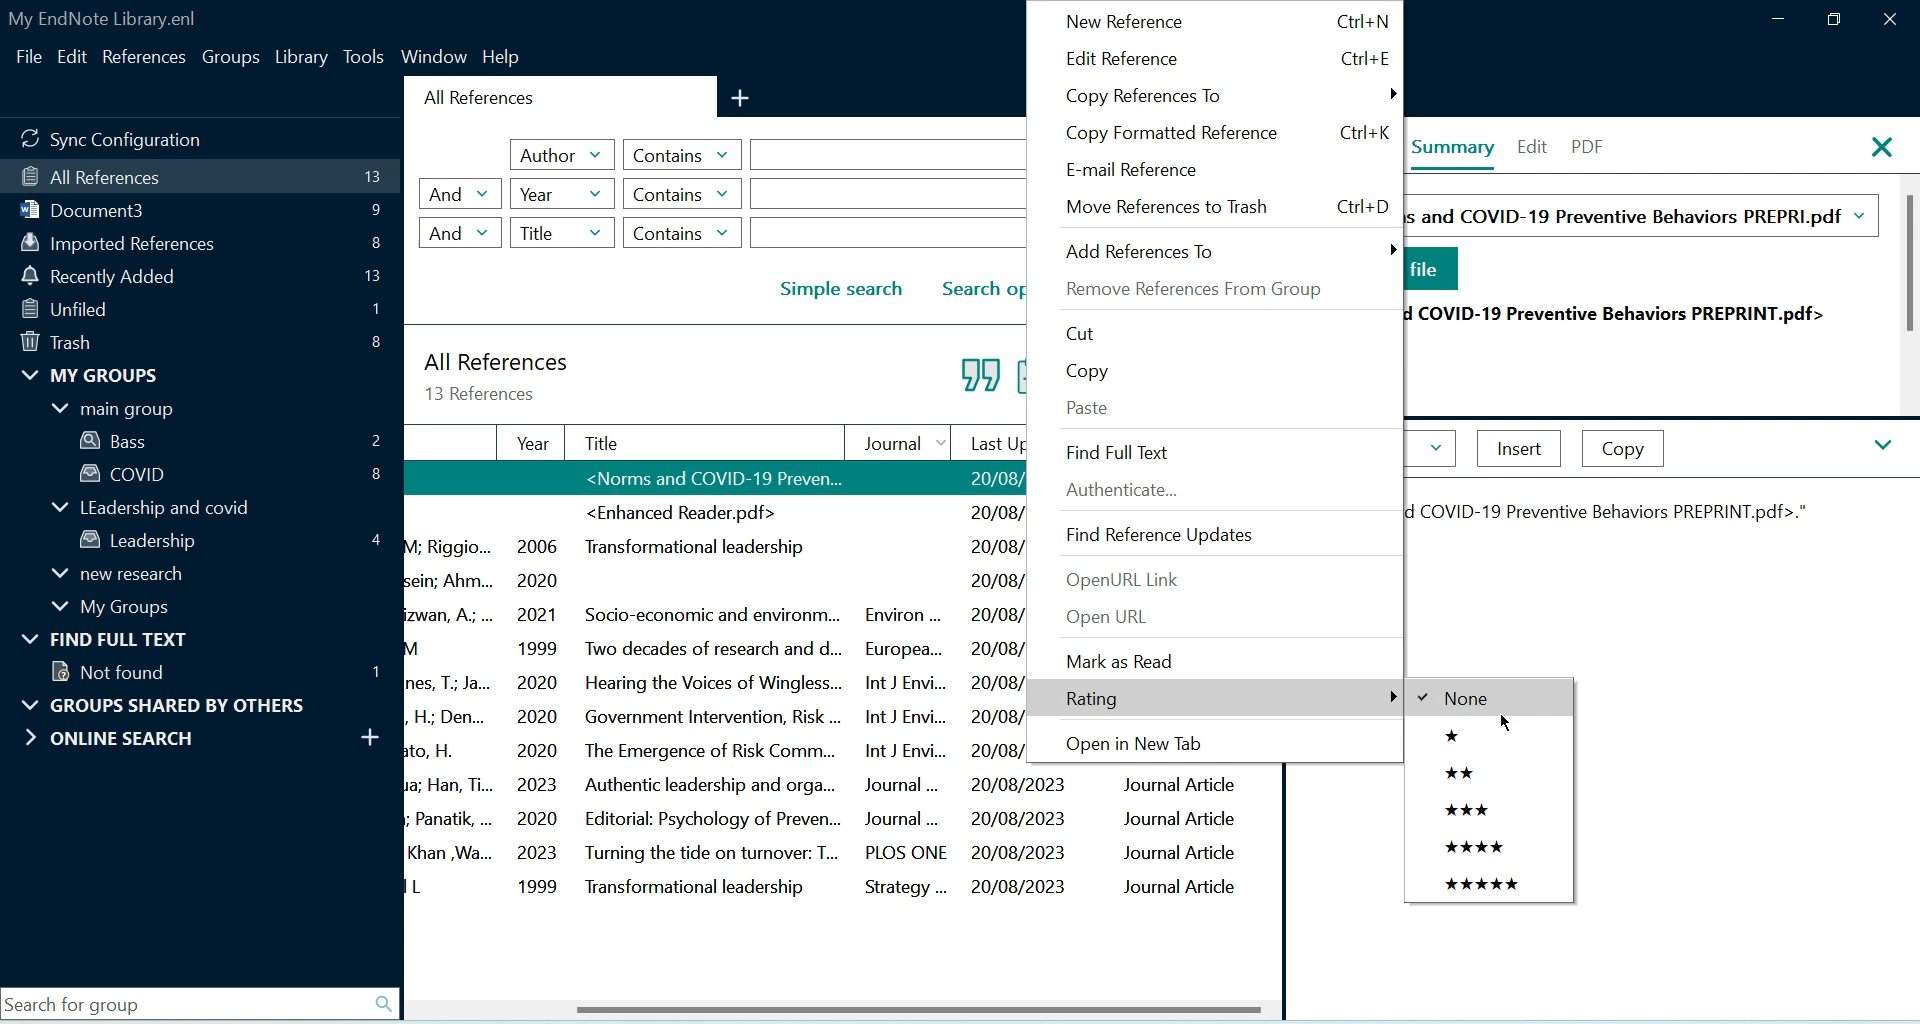 My EndNote Library.enl
File Edit References Groups Library Tools Window Help
Sync Configuration
All References 13
Document3 9
Imported References 8
Recently Added 13
Unfiled 1
Trash 8
MY GROUPS
main group
Bass 2
COVID 8
LEadership and covid
Leadership 4
new research
My Groups
FIND FULL TEXT
Not found 1
GROUPS SHARED BY OTHERS
ONLINE SEARCH +
Search for group
All References +
Author Contains
And Year Contains
And Title Contains
Simple search Search op
All References
13 References
Year Title Journal Last Up
<Norms and COVID-19 Preven... 20/08/
<Enhanced Reader.pdf> 20/08/
M; Riggio... 2006 Transformational leadership 20/08/
sein; Ahm... 2020 20/08/
izwan, A.; ... 2021 Socio-economic and environm... Environ ... 20/08/
M 1999 Two decades of research and d... Europea... 20/08/
nes, T.; Ja... 2020 Hearing the Voices of Wingless... Int J Envi... 20/08/
, H.; Den... 2020 Government Intervention, Risk ... Int J Envi... 20/08/
ato, H. 2020 The Emergence of Risk Comm... Int J Envi... 20/08/
ua; Han, Ti... 2023 Authentic leadership and orga... Journal ... 20/08/2023 Journal Article
; Panatik, ... 2020 Editorial: Psychology of Preven... Journal ... 20/08/2023 Journal Article
Khan ,Wa... 2023 Turning the tide on turnover: T... PLOS ONE 20/08/2023 Journal Article
l L 1999 Transformational leadership Strategy ... 20/08/2023 Journal Article
New Reference Ctrl+N
Edit Reference Ctrl+E
Copy References To
Copy Formatted Reference Ctrl+K
E-mail Reference
Move References to Trash Ctrl+D
Add References To
Remove References From Group
Cut
Copy
Paste
Find Full Text
Authenticate...
Find Reference Updates
OpenURL Link
Open URL
Mark as Read
Rating
Open in New Tab
None
★
★★
★★★
★★★★
★★★★★
Summary Edit PDF
s and COVID-19 Preventive Behaviors PREPRI.pdf
file
d COVID-19 Preventive Behaviors PREPRINT.pdf>
Insert Copy
d COVID-19 Preventive Behaviors PREPRINT.pdf>."